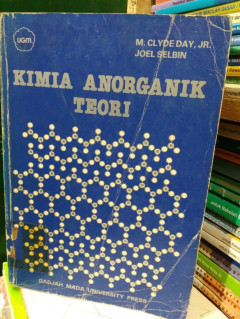 UGM
M. CLYDE DAY, JR.
JOEL SELBIN
KIMIA ANORGANIK
TEORI
GADJAH MADA UNIVERSITY PRESS